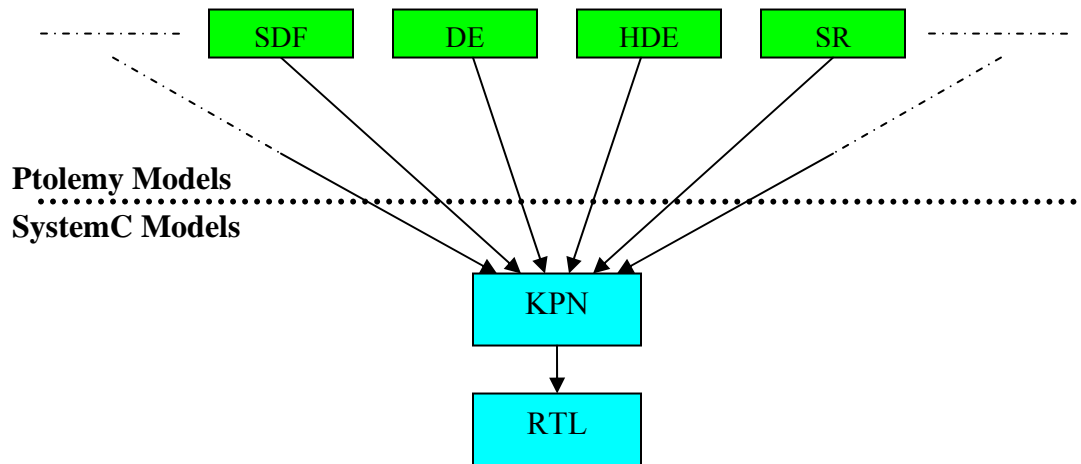 SDF DE HDE SR
Ptolemy Models
SystemC Models
KPN
RTL